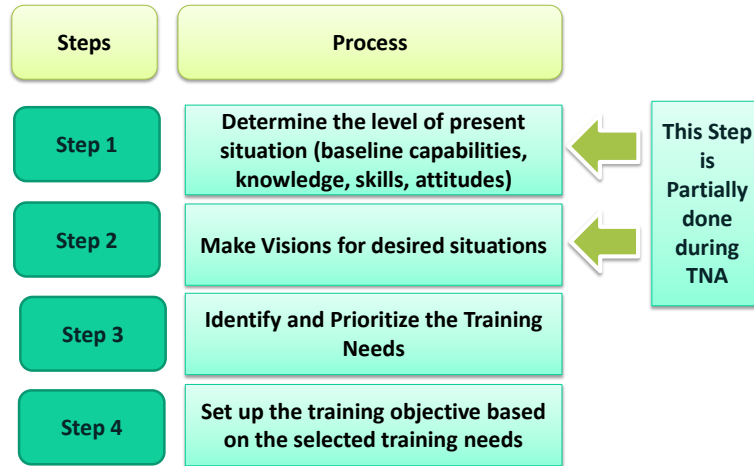 Steps
Process
Step 1
Determine the level of present
situation (baseline capabilities,
knowledge, skills, attitudes)
Step 2
Make Visions for desired situations
Step 3
Identify and Prioritize the Training
Needs
Step 4
Set up the training objective based
on the selected training needs
This Step
is
Partially
done
during
TNA